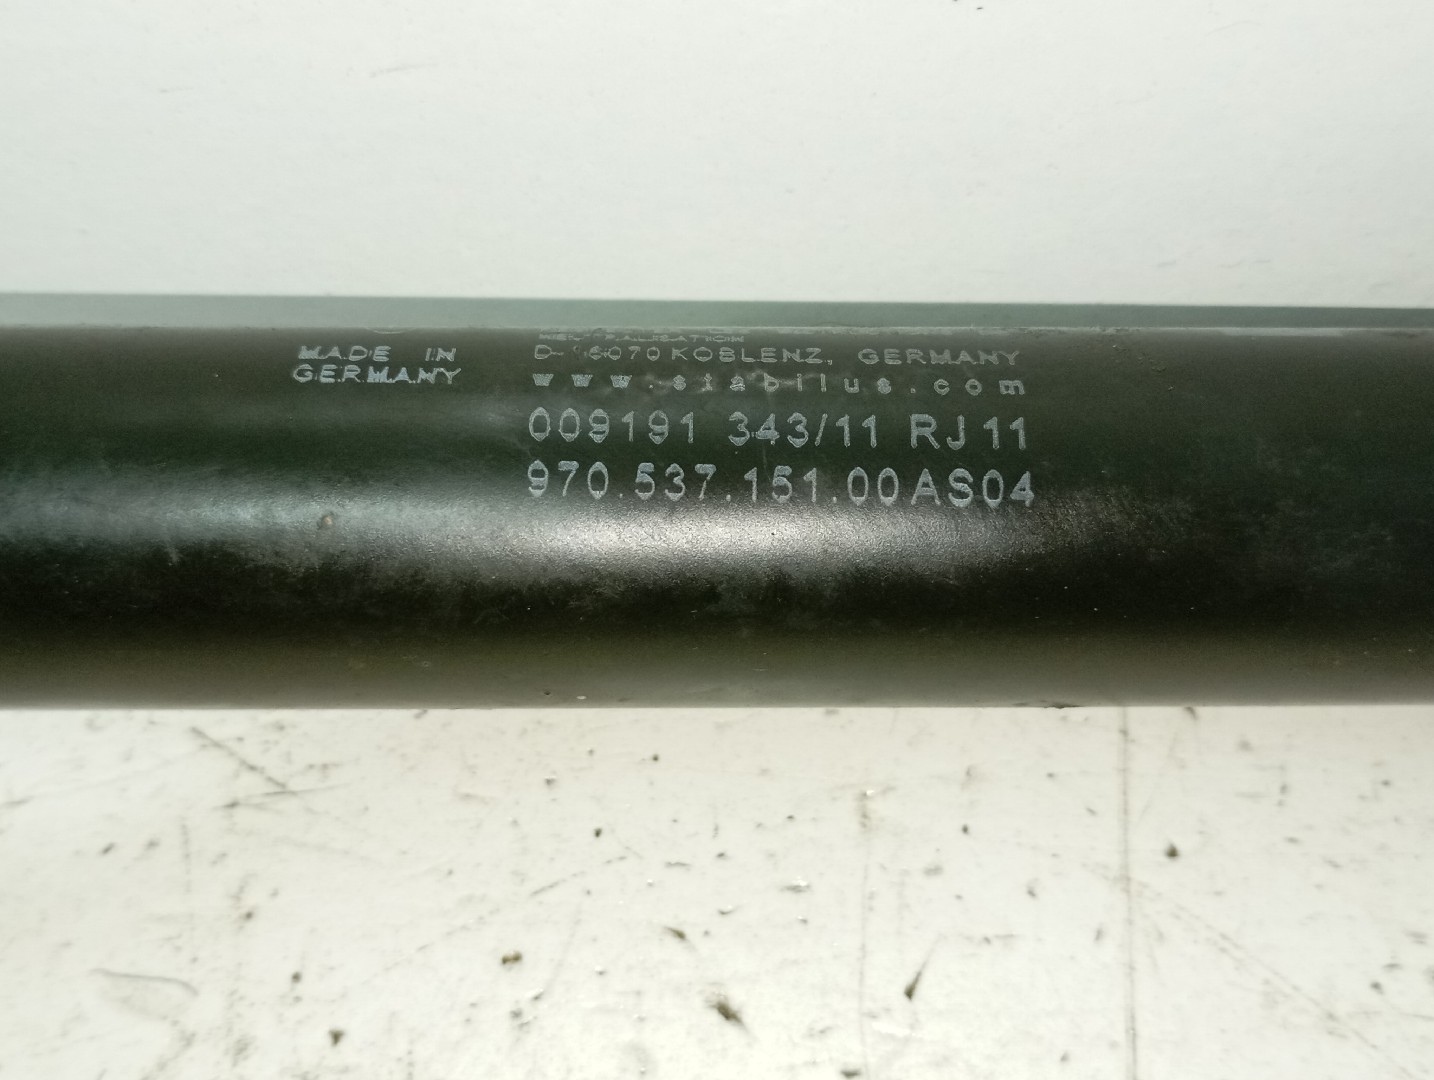 MADE IN
GERMANY
KOBLENZ, GERMANY
www.stabilus.com
009191 343/11 RJ11
970.537.151.00AS04